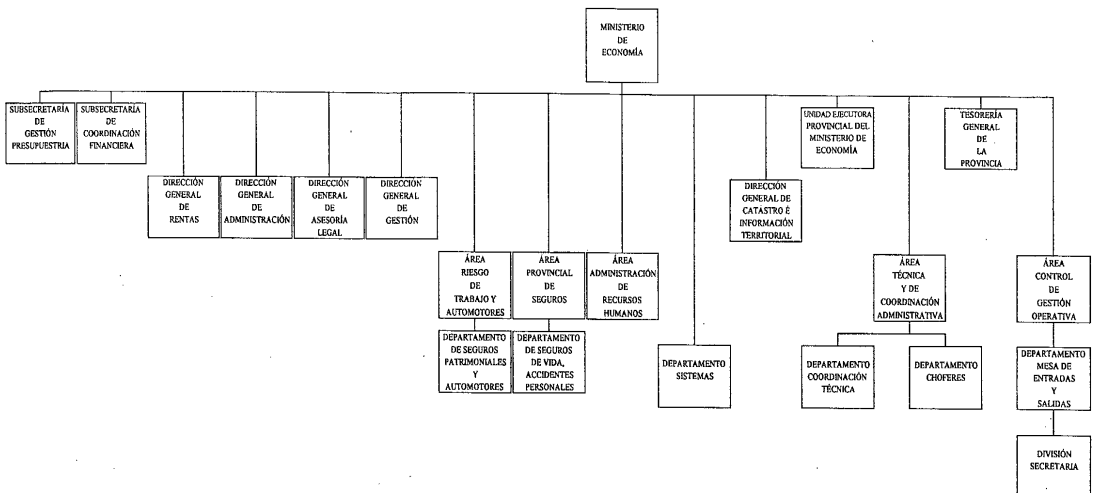 MINISTERIO
DE
ECONOMÍA
SUBSECRETARÍA
DE
GESTIÓN
PRESUPUESTRIA
SUBSECRETARÍA
DE
COORDINACIÓN
FINANCIERA
UNIDAD EJECUTORA
PROVINCIAL DEL
MINISTERIO DE
ECONOMÍA
TESORERÍA
GENERAL
DE
LA
PROVINCIA
DIRECCIÓN
GENERAL
DE
RENTAS
DIRECCIÓN
GENERAL
DE
ADMINISTRACIÓN
DIRECCIÓN
GENERAL
DE
ASESORÍA
LEGAL
DIRECCIÓN
GENERAL
DE
GESTIÓN
DIRECCIÓN
GENERAL DE
CATASTRO É
INFORMACIÓN
TERRITORIAL
ÁREA
RIESGO
DE
TRABAJO Y
AUTOMOTORES
ÁREA
PROVINCIAL
DE
SEGUROS
ÁREA
ADMINISTRACIÓN
DE
RECURSOS
HUMANOS
ÁREA
TÉCNICA
Y DE
COORDINACIÓN
ADMINISTRATIVA
ÁREA
CONTROL
DE
GESTIÓN
OPERATIVA
DEPARTAMENTO
DE SEGUROS
PATRIMONIALES
Y
AUTOMOTORES
DEPARTAMENTO
DE SEGUROS
DE VIDA,
ACCIDENTES
PERSONALES
DEPARTAMENTO
SISTEMAS
DEPARTAMENTO
COORDINACIÓN
TÉCNICA
DEPARTAMENTO
CHOFERES
DEPARTAMENTO
MESA DE
ENTRADAS
Y
SALIDAS
DIVISIÓN
SECRETARIA